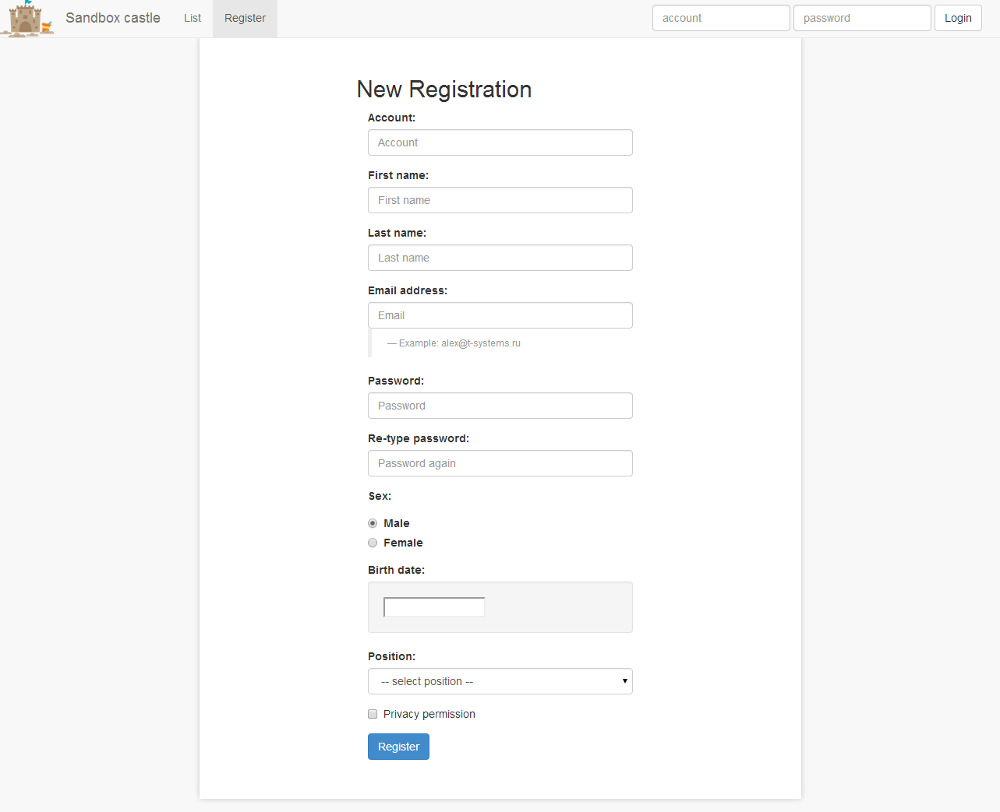 Sandbox castle List Register account password Login
New Registration
Account:
Account
First name:
First name
Last name:
Last name
Email address:
Email
— Example: alex@t-systems.ru
Password:
Password
Re-type password:
Password again
Sex:
Male
Female
Birth date:
Position:
-- select position --
Privacy permission
Register